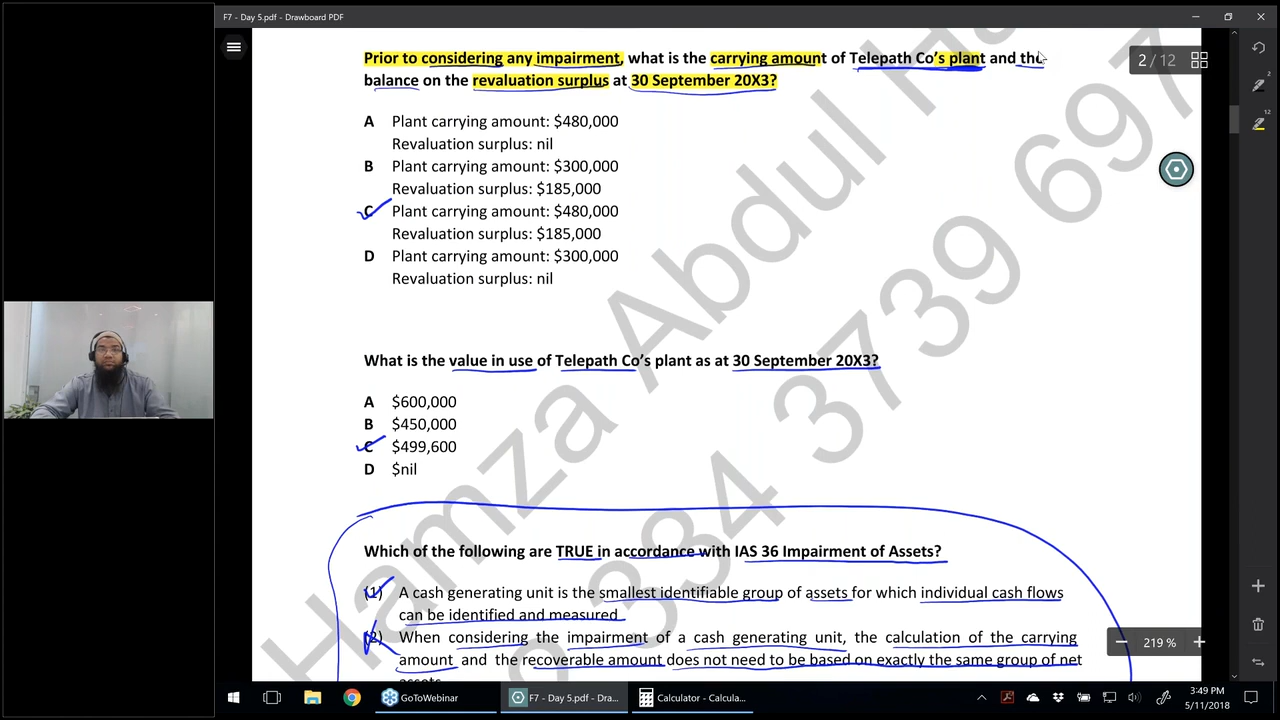 F7 - Day 5.pdf - Drawboard PDF
Prior to considering any impairment, what is the carrying amount of Telepath Co's plant and the
balance on the revaluation surplus at 30 September 20X3?
2 / 12
A Plant carrying amount: $480,000
Revaluation surplus: nil
B Plant carrying amount: $300,000
Revaluation surplus: $185,000
C Plant carrying amount: $480,000
Revaluation surplus: $185,000
D Plant carrying amount: $300,000
Revaluation surplus: nil
What is the value in use of Telepath Co's plant as at 30 September 20X3?
A $600,000
B $450,000
C $499,600
D $nil
Which of the following are TRUE in accordance with IAS 36 Impairment of Assets?
(1) A cash generating unit is the smallest identifiable group of assets for which individual cash flows
can be identified and measured
(2) When considering the impairment of a cash generating unit, the calculation of the carrying
amount and the recoverable amount does not need to be based on exactly the same group of net
assets
Hamza Abdul Ha
334 3739 697
219 %
GoToWebinar
F7 - Day 5.pdf - Dra...
Calculator - Calcula...
3:49 PM
5/11/2018
2
12